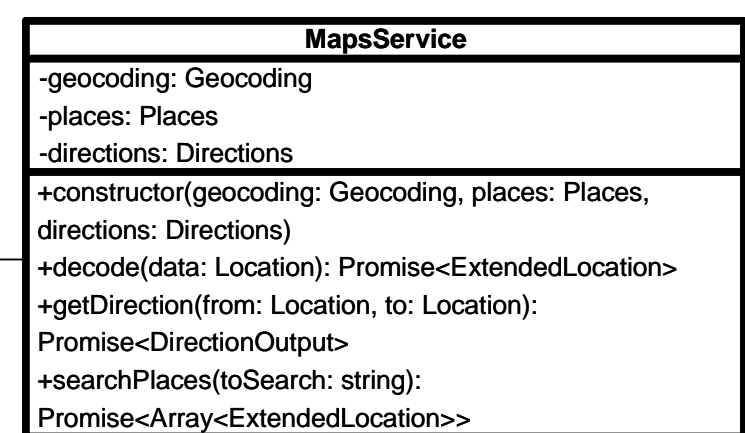 MapsService
-geocoding: Geocoding
-places: Places
-directions: Directions
+constructor(geocoding: Geocoding, places: Places,
directions: Directions)
+decode(data: Location): Promise<ExtendedLocation>
+getDirection(from: Location, to: Location):
Promise<DirectionOutput>
+searchPlaces(toSearch: string):
Promise<Array<ExtendedLocation>>